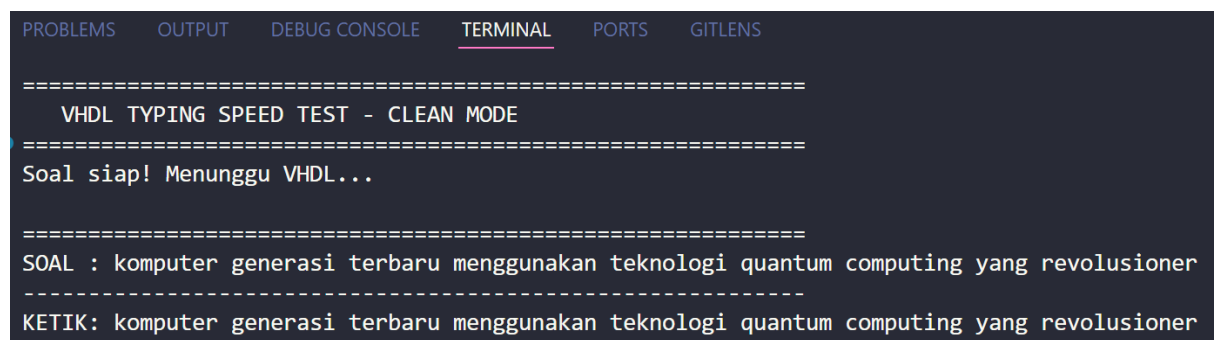 PROBLEMS OUTPUT DEBUG CONSOLE TERMINAL PORTS GITLENS
============================================================
VHDL TYPING SPEED TEST - CLEAN MODE
============================================================
Soal siap! Menunggu VHDL...
============================================================
SOAL : komputer generasi terbaru menggunakan teknologi quantum computing yang revolusioner
------------------------------------------------------------
KETIK: komputer generasi terbaru menggunakan teknologi quantum computing yang revolusioner